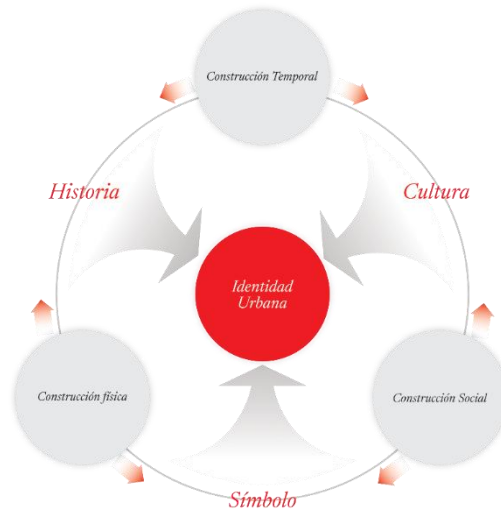 Construcción Temporal
Historia
Cultura
Identidad
Urbana
Construcción física
Construcción Social
Símbolo